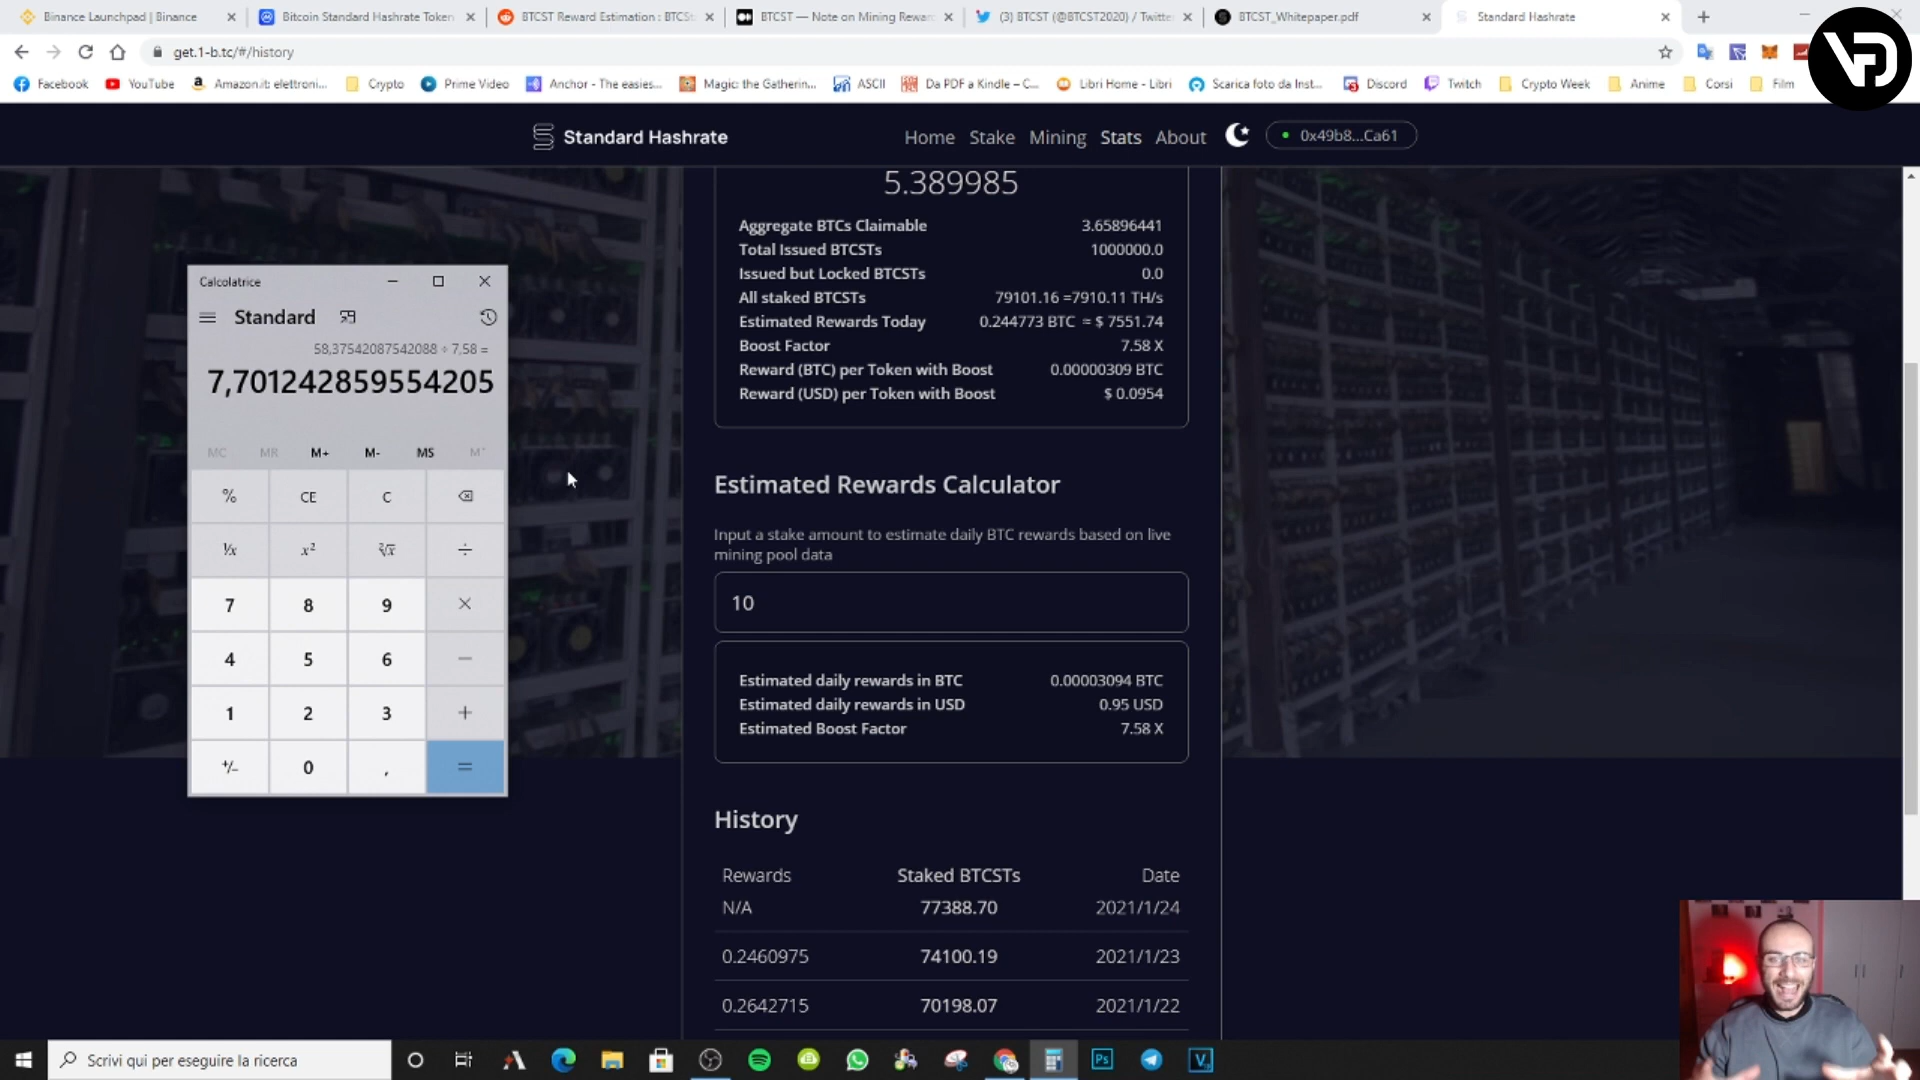 Binance Launchpad | Binance
Bitcoin Standard Hashrate Token
BTCST Reward Estimation : BTCS
BTCST — Note on Mining Rewar
(3) BTCST (@BTCST2020) / Twitte
BTCST_Whitepaper.pdf
Standard Hashrate
get.1-b.tc/#/history
Facebook
YouTube
Amazon.it: elettroni...
Crypto
Prime Video
Anchor - The easies...
Magic: the Gatherin...
ASCII
Da PDF a Kindle – C...
Libri Home - Libri
Scarica foto da Inst...
Discord
Twitch
Crypto Week
Anime
Corsi
Film
Standard Hashrate
Home Stake Mining Stats About
0x49b8...Ca61
5.389985
Aggregate BTCs Claimable 3.65896441
Total Issued BTCSTs 1000000.0
Issued but Locked BTCSTs 0.0
All staked BTCSTs 79101.16 =7910.11 TH/s
Estimated Rewards Today 0.244773 BTC ≈ $ 7551.74
Boost Factor 7.58 X
Reward (BTC) per Token with Boost 0.00000309 BTC
Reward (USD) per Token with Boost $ 0.0954
Estimated Rewards Calculator
Input a stake amount to estimate daily BTC rewards based on live
mining pool data
10
Estimated daily rewards in BTC 0.00003094 BTC
Estimated daily rewards in USD 0.95 USD
Estimated Boost Factor 7.58 X
History
Rewards Staked BTCSTs Date
N/A 77388.70 2021/1/24
0.2460975 74100.19 2021/1/23
0.2642715 70198.07 2021/1/22
Calcolatrice
Standard
58,37542087542088 ÷ 7,58 =
7,701242859554205
MC MR M+ M- MS M˅
% CE C
1/x x² ²√x ÷
7 8 9 ×
4 5 6 −
1 2 3 +
+/− 0 , =
Scrivi qui per eseguire la ricerca
Ps
V